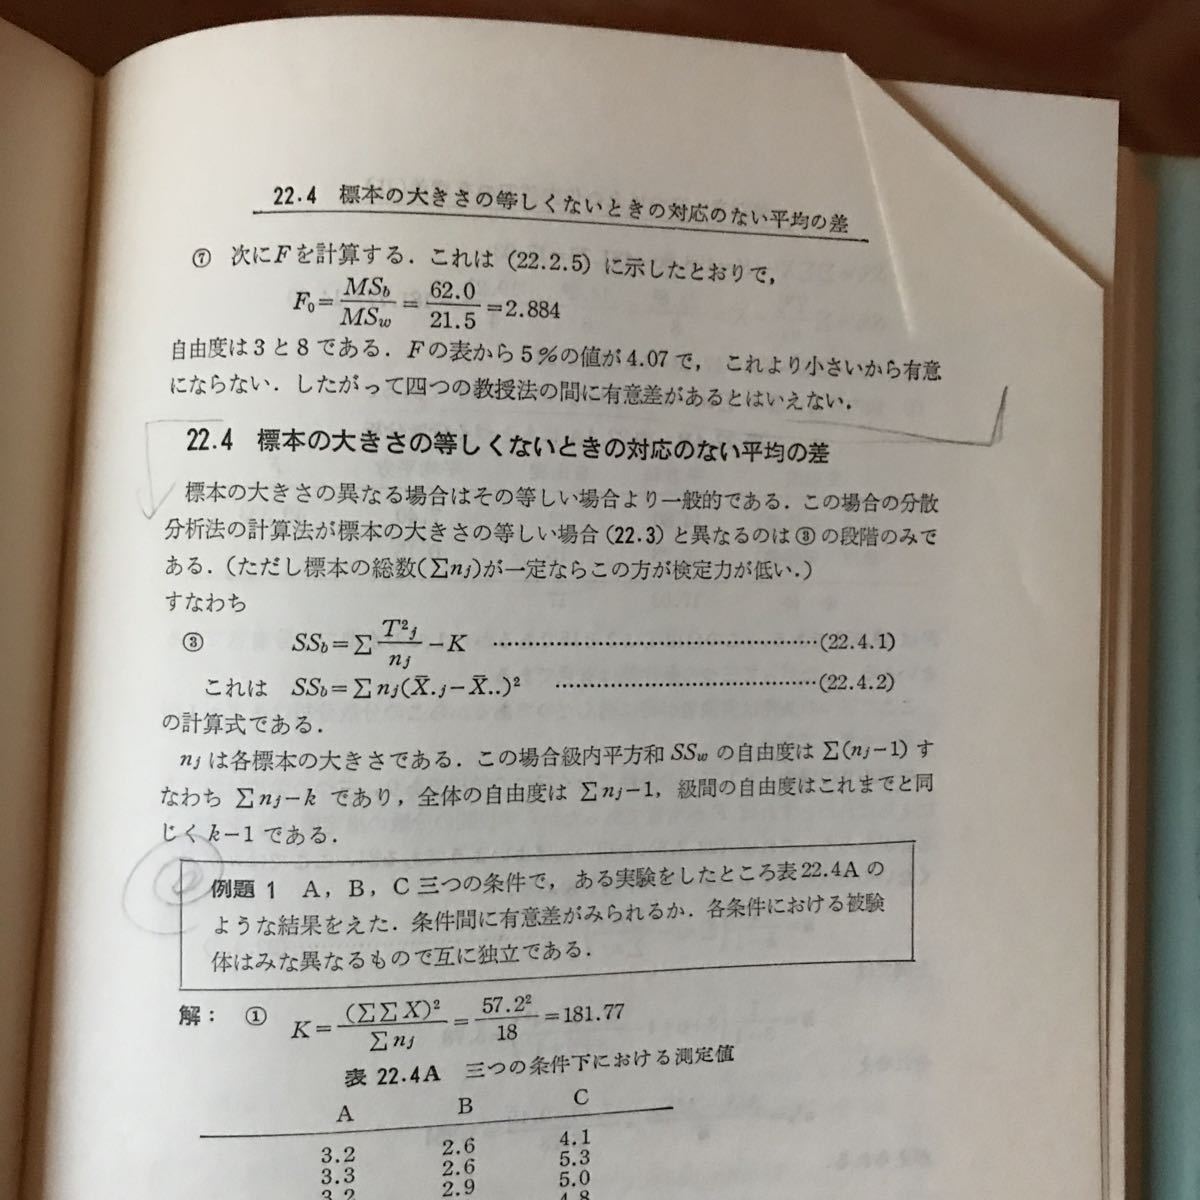 22.4 標本の大きさの等しくないときの対応のない平均の差
⑦ 次にFを計算する．これは (22.2.5) に示したとおりで，
F₀=MS_b/MS_w=62.0/21.5=2.884
自由度は3と8である．Fの表から5％の値が4.07で， これより小さいから有意
にならない．したがって四つの教授法の間に有意差があるとはいえない．
22.4 標本の大きさの等しくないときの対応のない平均の差
標本の大きさの異なる場合はその等しい場合より一般的である．この場合の分散
分析法の計算法が標本の大きさの等しい場合(22.3)と異なるのは③の段階のみで
ある．(ただし標本の総数(∑nⱼ)が一定ならこの方が検定力が低い．)
すなわち
③ SS_b=∑T²ⱼ/nⱼ−K ……………………………………(22.4.1)
これは SS_b=∑nⱼ(X̄.ⱼ−X̄..)² ……………………………(22.4.2)
の計算式である．
nⱼは各標本の大きさである．この場合級内平方和 SS_w の自由度は ∑(nⱼ−1) す
なわち ∑nⱼ−k であり，全体の自由度は ∑nⱼ−1，級間の自由度はこれまでと同
じく k−1 である．
例題1 A，B，C 三つの条件で，ある実験をしたところ表22.4Aの
ような結果をえた．条件間に有意差がみられるか．各条件における被験
体はみな異なるもので互に独立である．
解： ① K=(∑∑X)²/∑nⱼ=57.2²/18=181.77
表 22.4A 三つの条件下における測定値
A B C
3.2 2.6 4.1
3.3 2.6 5.3
3.2 2.9 5.0
4.8